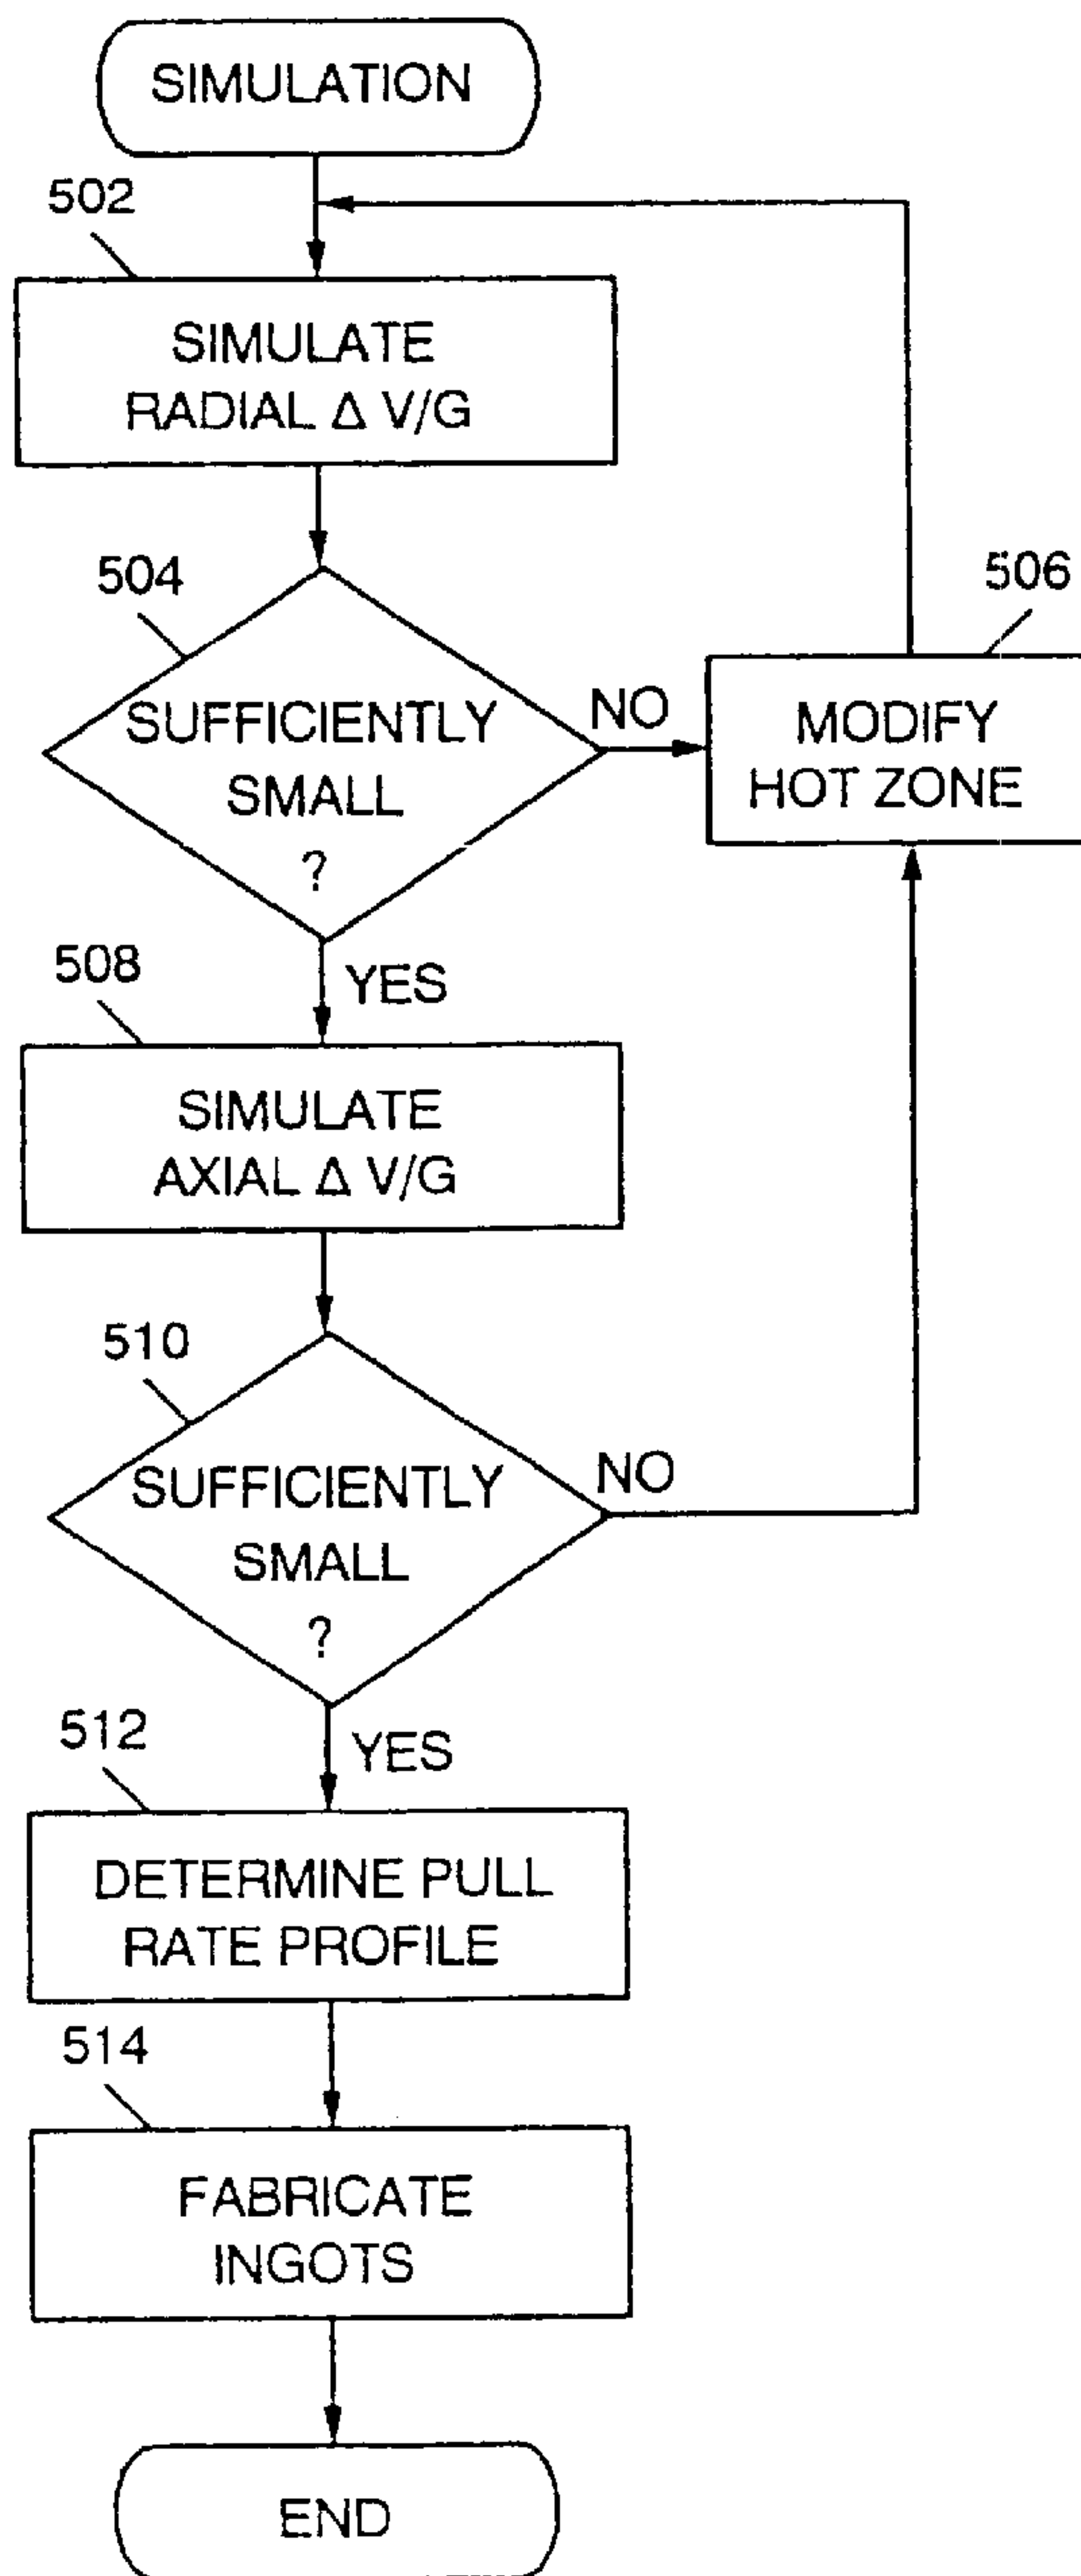 SIMULATION
502
SIMULATE
RADIAL Δ V/G
504
506
SUFFICIENTLY
SMALL
?
NO
MODIFY
HOT ZONE
508
YES
SIMULATE
AXIAL Δ V/G
510
SUFFICIENTLY
SMALL
?
NO
512
YES
DETERMINE PULL
RATE PROFILE
514
FABRICATE
INGOTS
END